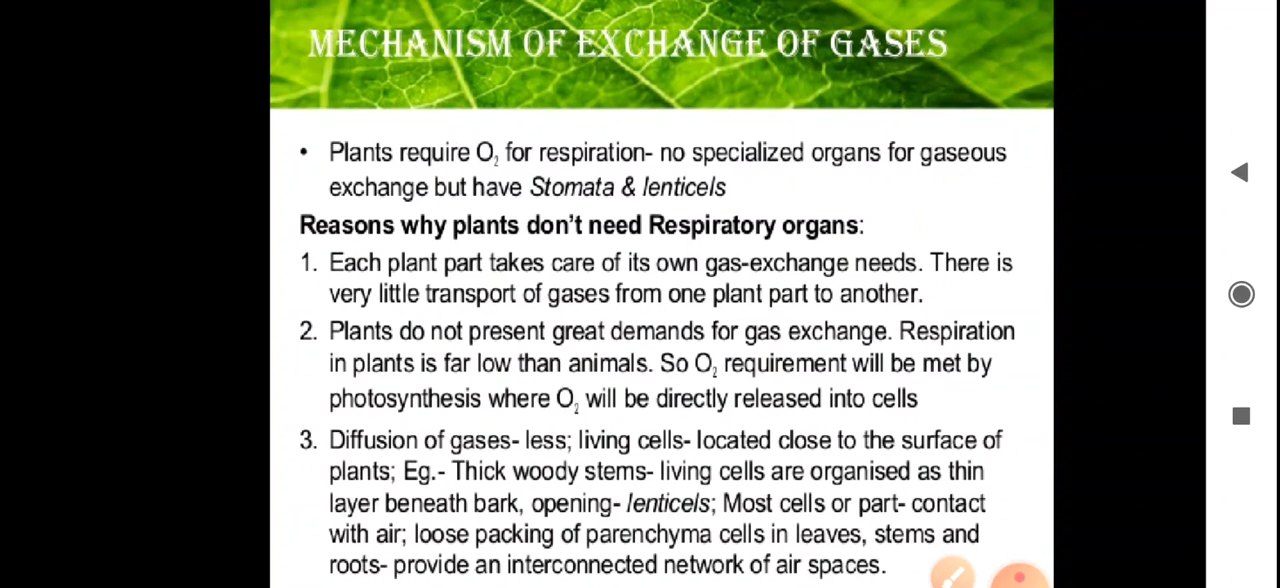 MECHANISM OF EXCHANGE OF GASES
• Plants require O₂ for respiration- no specialized organs for gaseous
exchange but have Stomata & lenticels
Reasons why plants don't need Respiratory organs:
1. Each plant part takes care of its own gas-exchange needs. There is
very little transport of gases from one plant part to another.
2. Plants do not present great demands for gas exchange. Respiration
in plants is far low than animals. So O₂ requirement will be met by
photosynthesis where O₂ will be directly released into cells
3. Diffusion of gases- less; living cells- located close to the surface of
plants; Eg.- Thick woody stems- living cells are organised as thin
layer beneath bark, opening- lenticels; Most cells or part- contact
with air; loose packing of parenchyma cells in leaves, stems and
roots- provide an interconnected network of air spaces.